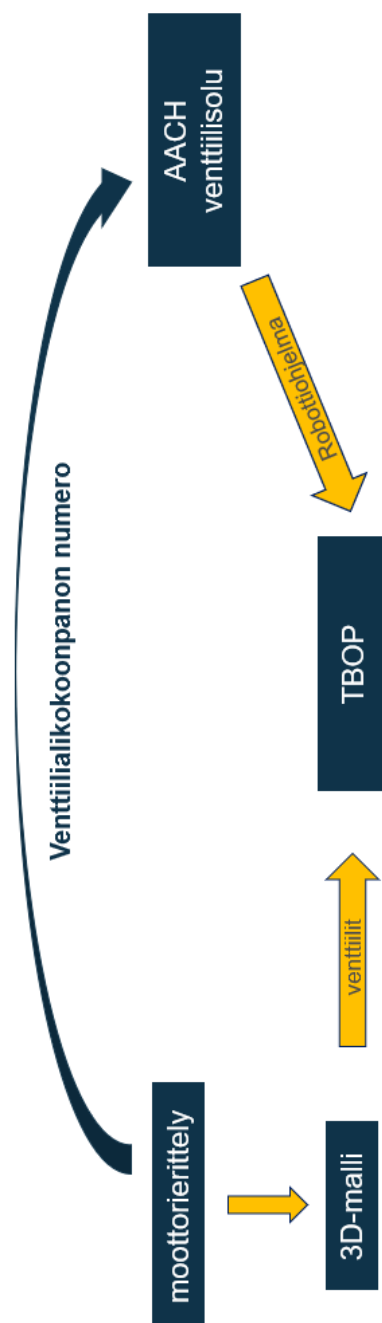 Venttiilialikokoonpanon numero
moottorierittely
AACH
venttiilisolu
Robottiohjelma
3D-malli
venttiilit
TBOP